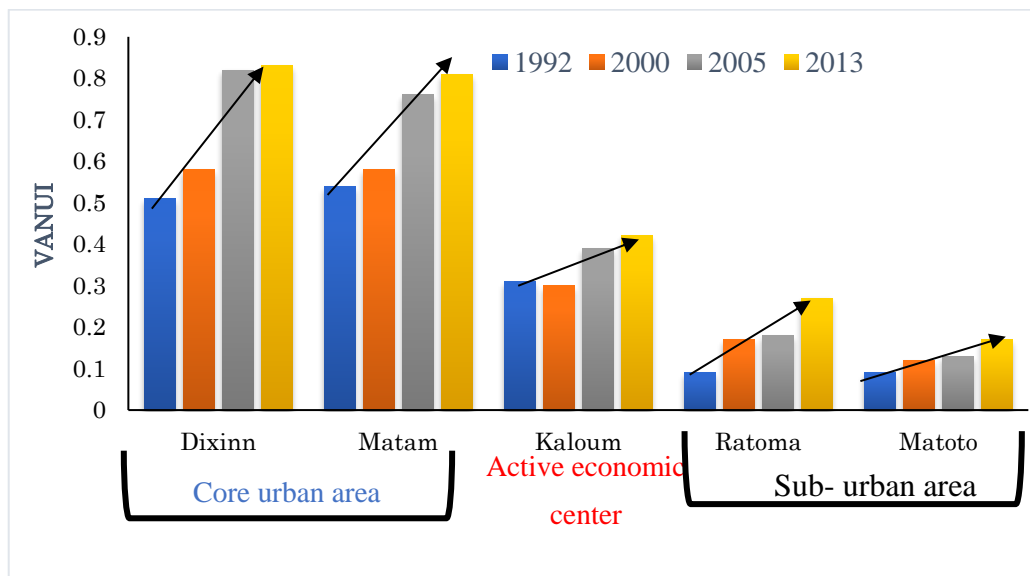 0.9
0.8
0.7
0.6
0.5
0.4
0.3
0.2
0.1
0
VANUI
1992 2000 2005 2013
Dixinn Matam Kaloum Ratoma Matoto
Core urban area
Active economic
center
Sub- urban area